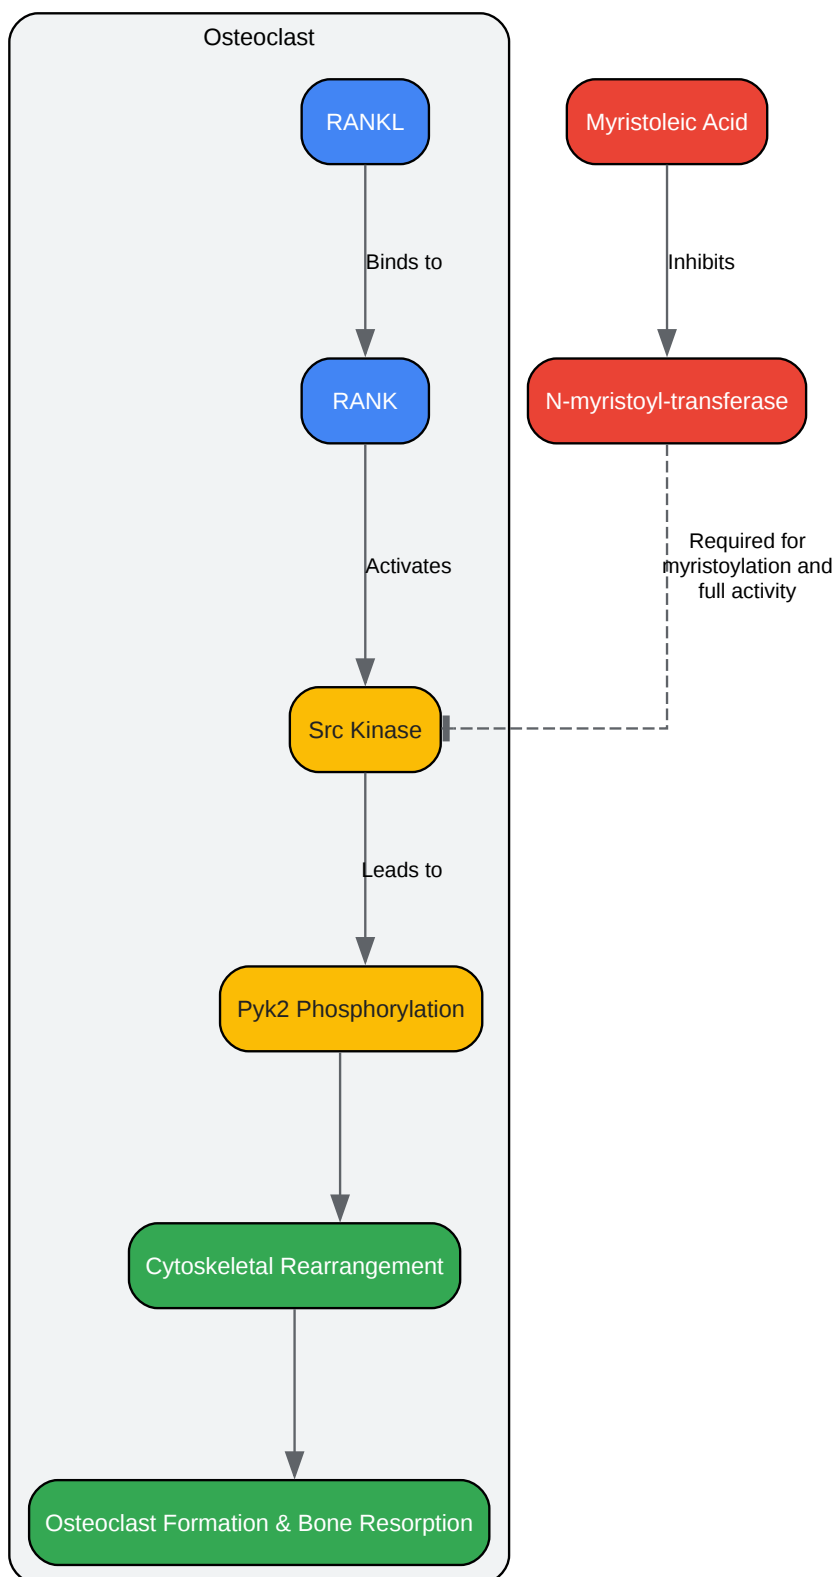 Osteoclast
RANKL
Myristoleic Acid
Binds to
Inhibits
RANK
N-myristoyl-transferase
Activates
Required for
myristoylation and
full activity
Src Kinase
Leads to
Pyk2 Phosphorylation
Cytoskeletal Rearrangement
Osteoclast Formation & Bone Resorption